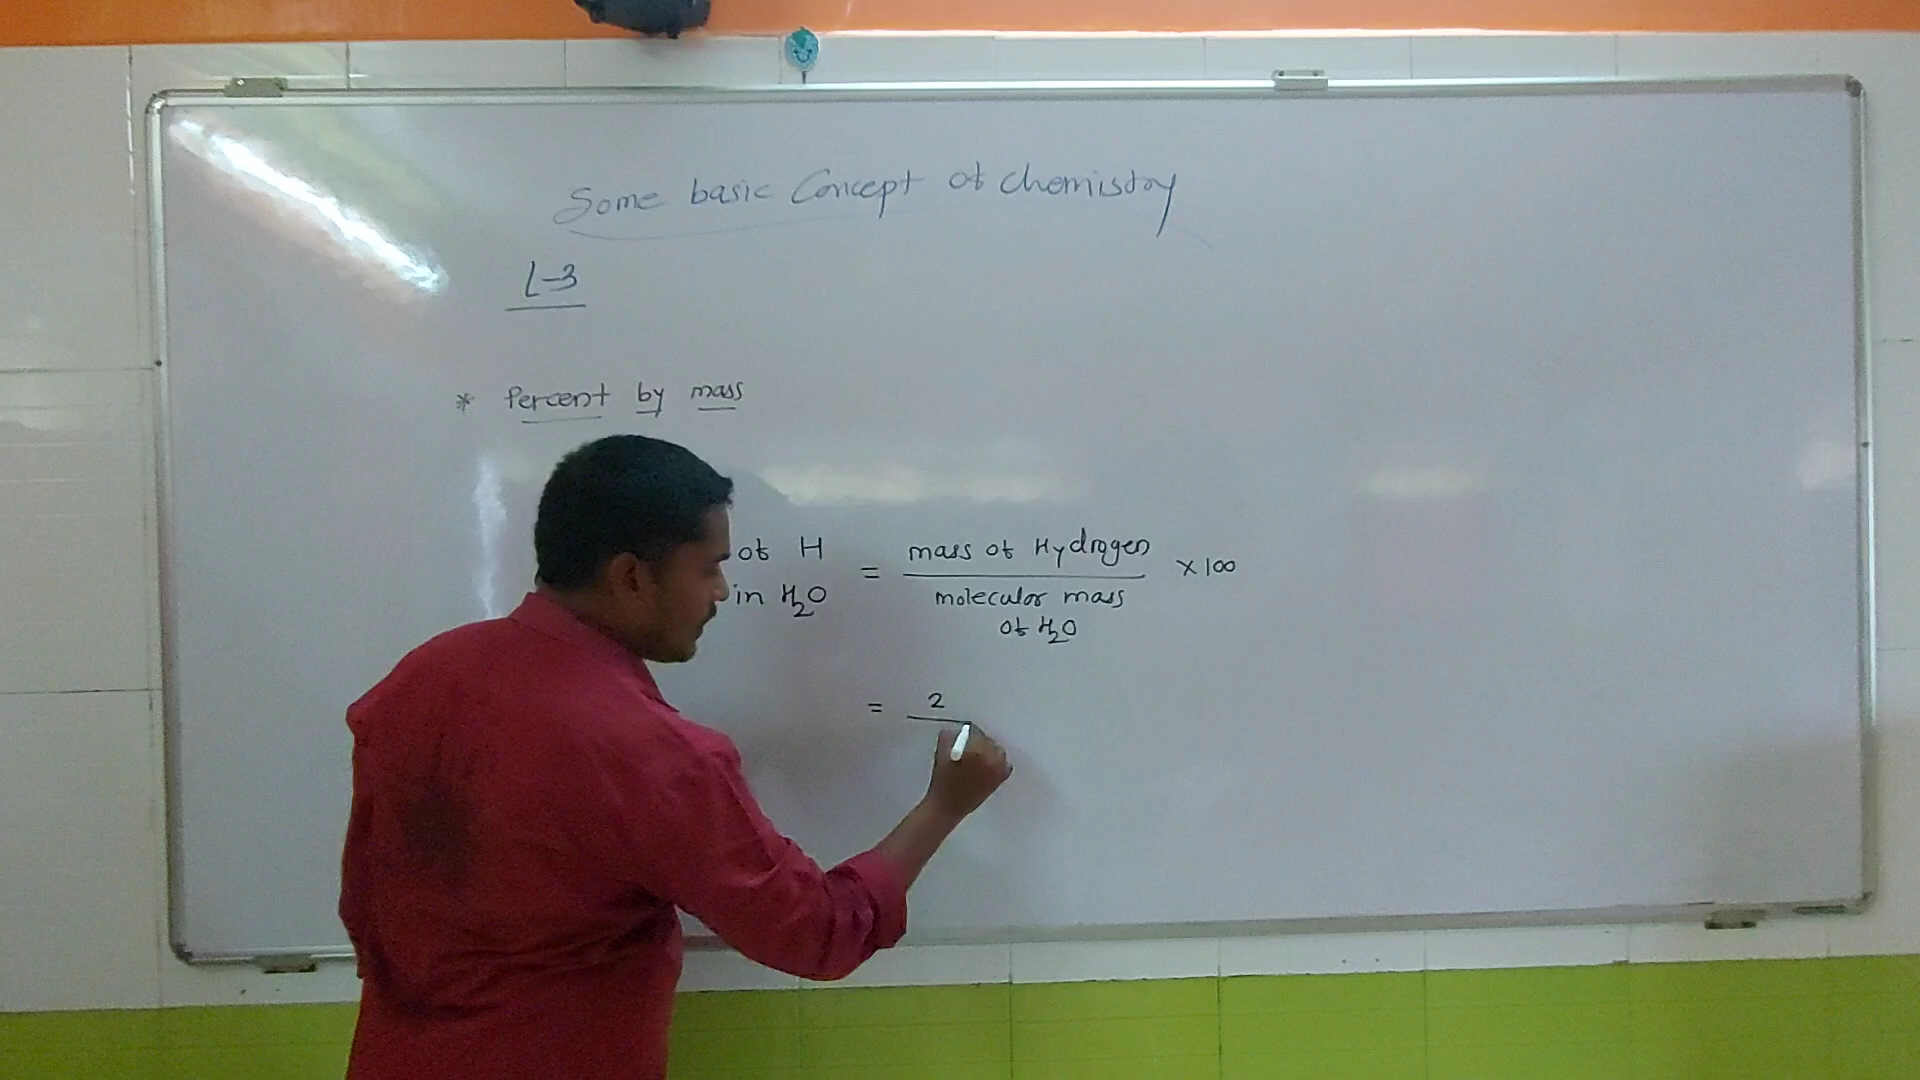 Some basic Concept of chemistry
L-3
* Percent by mass
of H = mass of Hydrogen × 100
in H₂O molecular mass
of H₂O
= 2